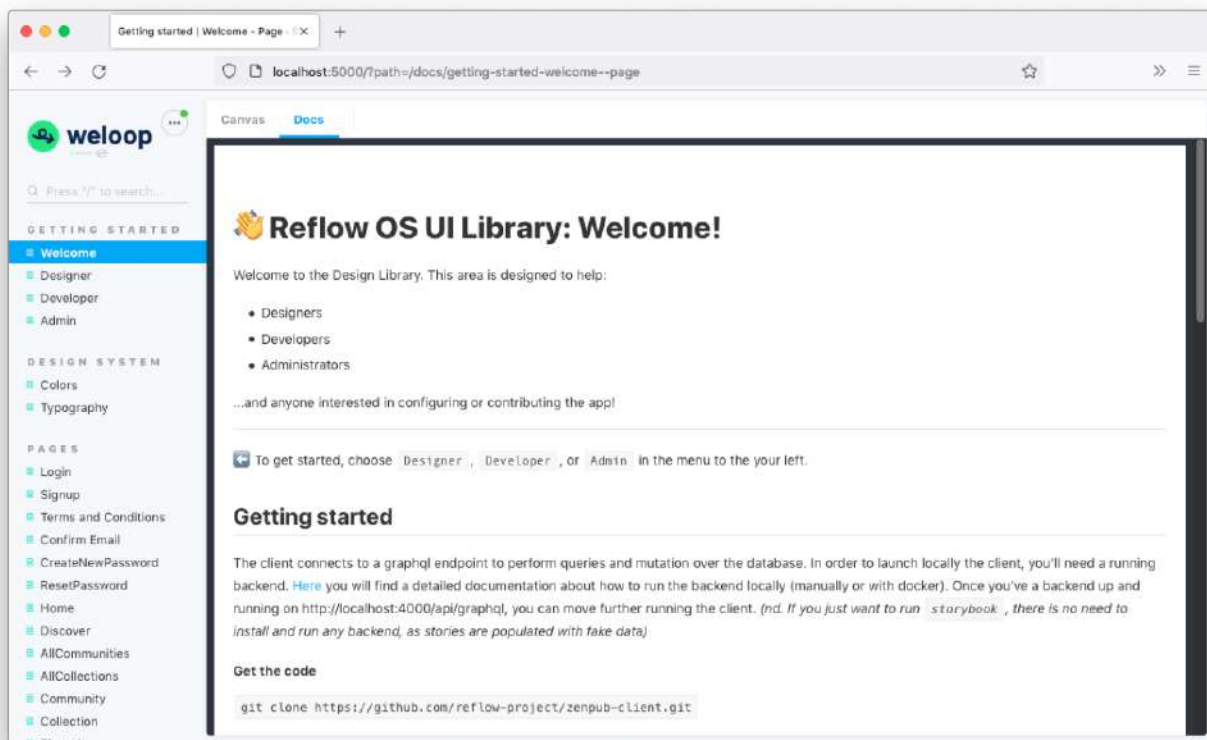 Getting started | Welcome - Page -
localhost:5000/?path=/docs/getting-started-welcome--page
weloop
Press "/" to search...
GETTING STARTED
Welcome
Designer
Developer
Admin
DESIGN SYSTEM
Colors
Typography
PAGES
Login
Signup
Terms and Conditions
Confirm Email
CreateNewPassword
ResetPassword
Home
Discover
AllCommunities
AllCollections
Community
Collection
Canvas Docs
Reflow OS UI Library: Welcome!
Welcome to the Design Library. This area is designed to help:
• Designers
• Developers
• Administrators
...and anyone interested in configuring or contributing the app!
To get started, choose Designer , Developer , or Admin in the menu to the your left.
Getting started
The client connects to a graphql endpoint to perform queries and mutation over the database. In order to launch locally the client, you'll need a running
backend. Here you will find a detailed documentation about how to run the backend locally (manually or with docker). Once you've a backend up and
running on http://localhost:4000/api/graphql, you can move further running the client. (nd. If you just want to run storybook , there is no need to
install and run any backend, as stories are populated with fake data)
Get the code
git clone https://github.com/reflow-project/zenpub-client.git